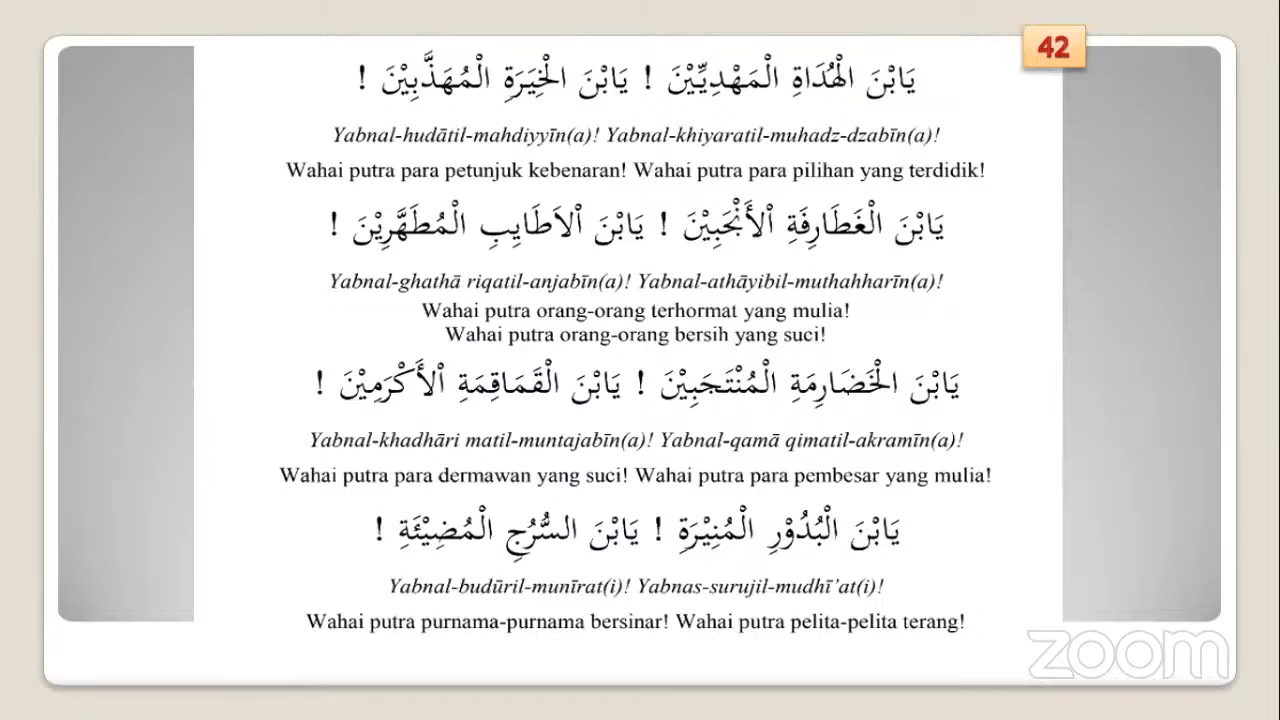 42
يَابْنَ الْهُدَاةِ الْمَهْدِيِّيْنَ ! يَابْنَ الْخِيَرَةِ الْمُهَذَّبِيْنَ !
Yabnal-hudātil-mahdiyyīn(a)! Yabnal-khiyaratil-muhadz-dzabīn(a)!
Wahai putra para petunjuk kebenaran! Wahai putra para pilihan yang terdidik!
يَابْنَ الْغَطَارِفَةِ ٱلأَنْجَبِيْنَ ! يَابْنَ ٱلاَطَايِبِ الْمُطَهَّرِيْنَ !
Yabnal-ghathā riqatil-anjabīn(a)! Yabnal-athāyibil-muthahharīn(a)!
Wahai putra orang-orang terhormat yang mulia!
Wahai putra orang-orang bersih yang suci!
يَابْنَ الْخَضَارِمَةِ الْمُنْتَجَبِيْنَ ! يَابْنَ الْقَمَاقِمَةِ ٱلأَكْرَمِيْنَ !
Yabnal-khadhāri matil-muntajabīn(a)! Yabnal-qamā qimatil-akramīn(a)!
Wahai putra para dermawan yang suci! Wahai putra para pembesar yang mulia!
يَابْنَ الْبُدُوْرِ الْمُنِيْرَةِ ! يَابْنَ السُّرُجِ الْمُضِيْئَةِ !
Yabnal-budūril-munīrat(i)! Yabnas-surujil-mudhī’at(i)!
Wahai putra purnama-purnama bersinar! Wahai putra pelita-pelita terang!
zoom